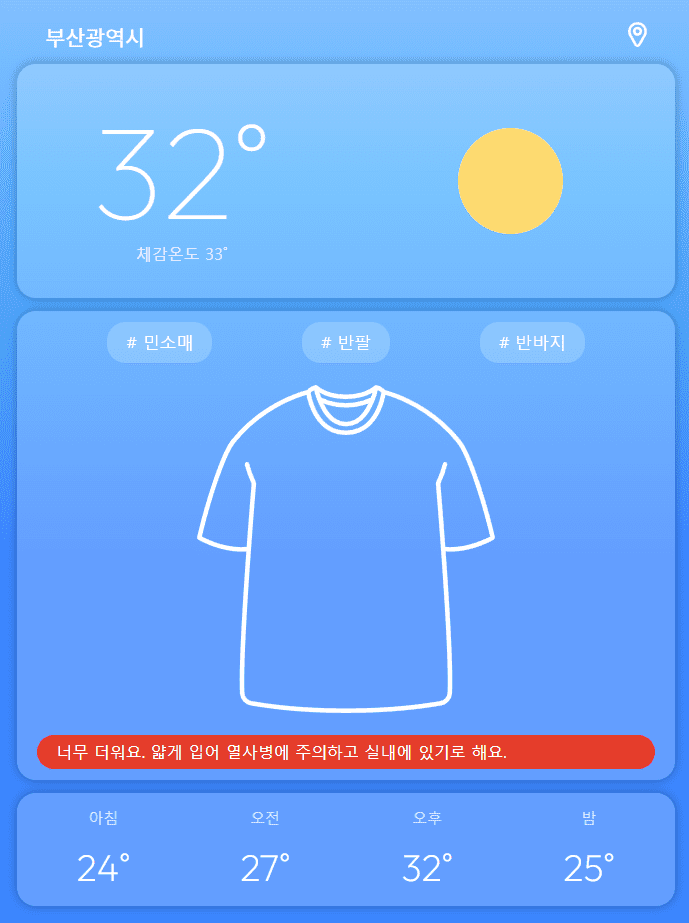 부산광역시
32°
체감온도 33°
# 민소매 # 반팔 # 반바지
너무 더워요. 얇게 입어 열사병에 주의하고 실내에 있기로 해요.
아침 오전 오후 밤
24° 27° 32° 25°